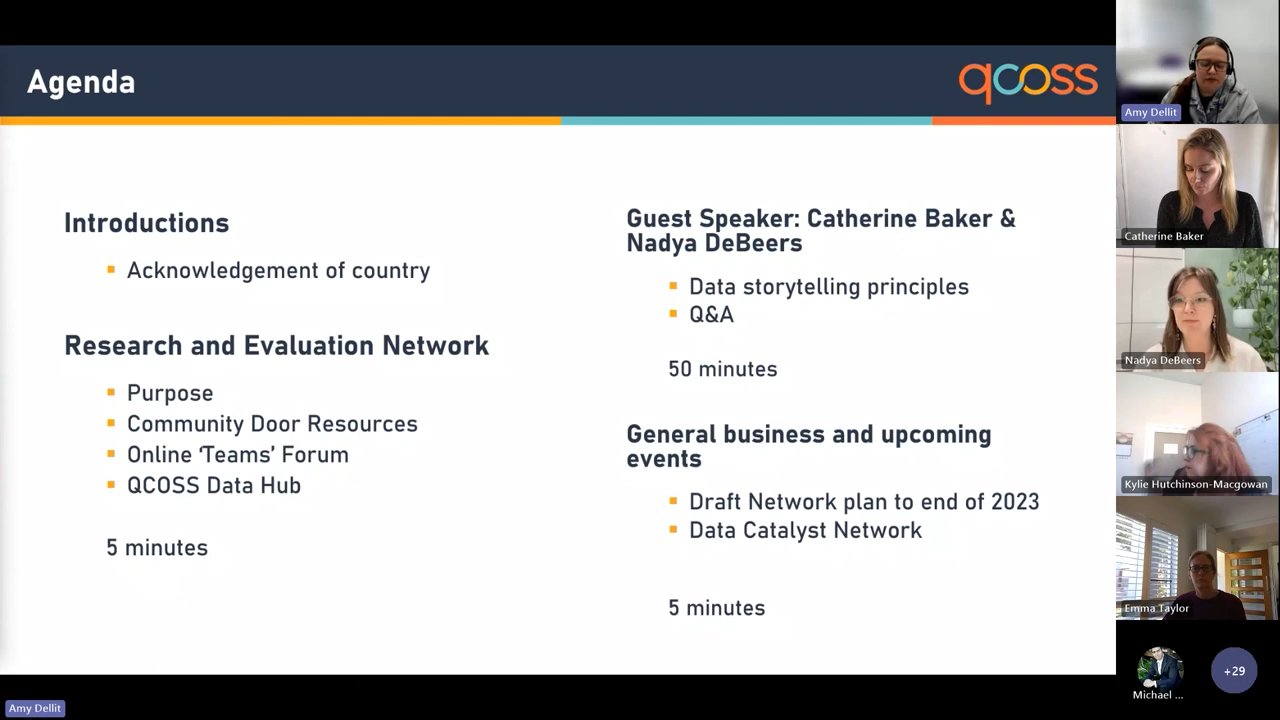 Agenda
qcoss
Introductions
Acknowledgement of country
Research and Evaluation Network
Purpose
Community Door Resources
Online ‘Teams’ Forum
QCOSS Data Hub
5 minutes
Guest Speaker: Catherine Baker &
Nadya DeBeers
Data storytelling principles
Q&A
50 minutes
General business and upcoming
events
Draft Network plan to end of 2023
Data Catalyst Network
5 minutes
Amy Dellit
Catherine Baker
Nadya DeBeers
Kylie Hutchinson-Macgowan
Emma Taylor
Michael ...
+29
Amy Dellit